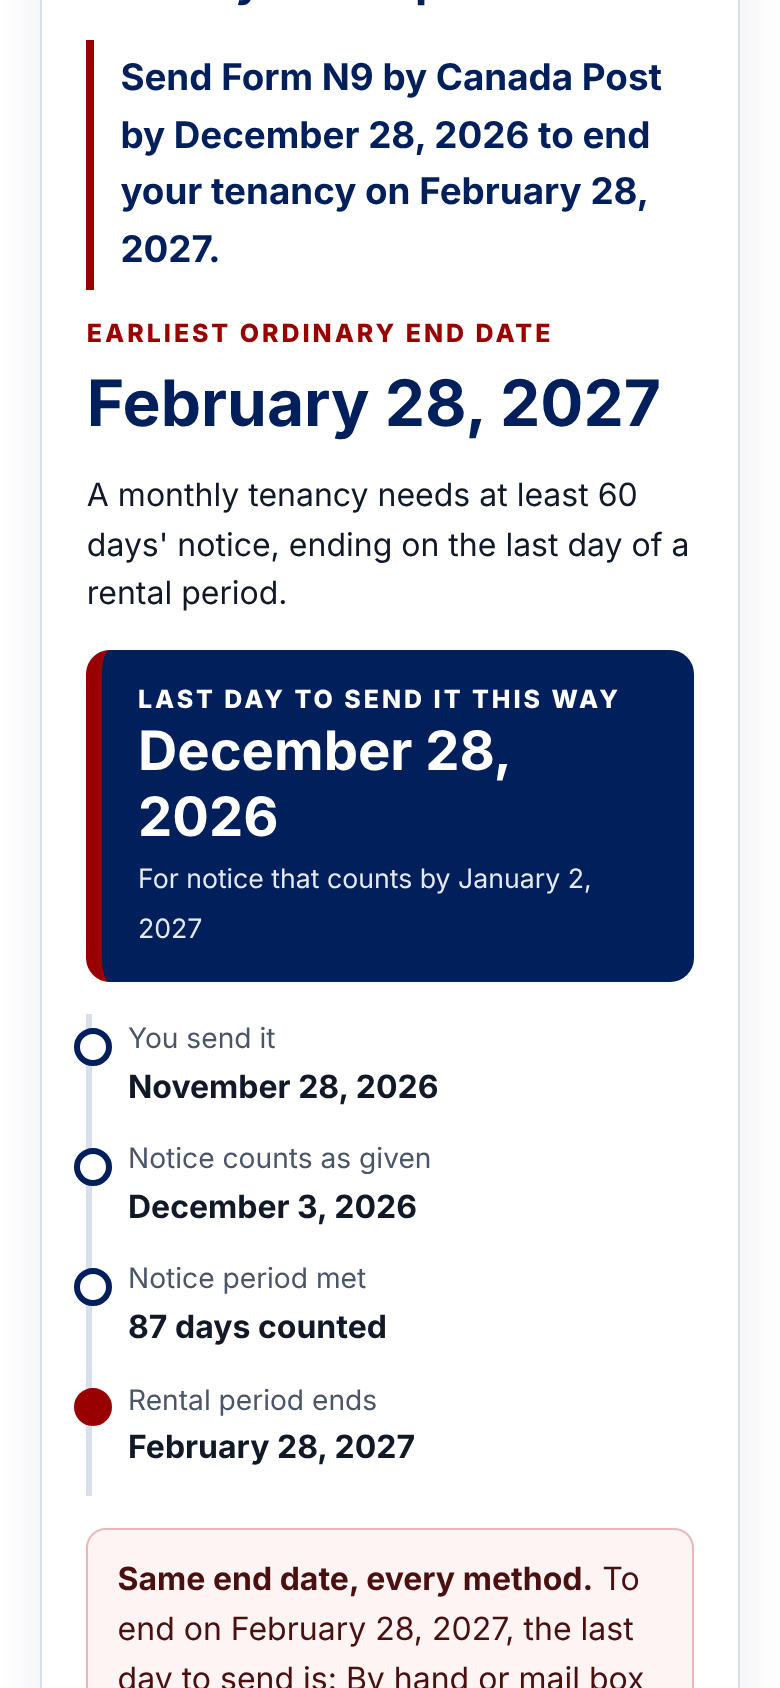 Send Form N9 by Canada Post
by December 28, 2026 to end
your tenancy on February 28,
2027.
EARLIEST ORDINARY END DATE
February 28, 2027
A monthly tenancy needs at least 60
days' notice, ending on the last day of a
rental period.
LAST DAY TO SEND IT THIS WAY
December 28,
2026
For notice that counts by January 2,
2027
You send it
November 28, 2026
Notice counts as given
December 3, 2026
Notice period met
87 days counted
Rental period ends
February 28, 2027
Same end date, every method. To
end on February 28, 2027, the last
day to send is: By hand or mail box